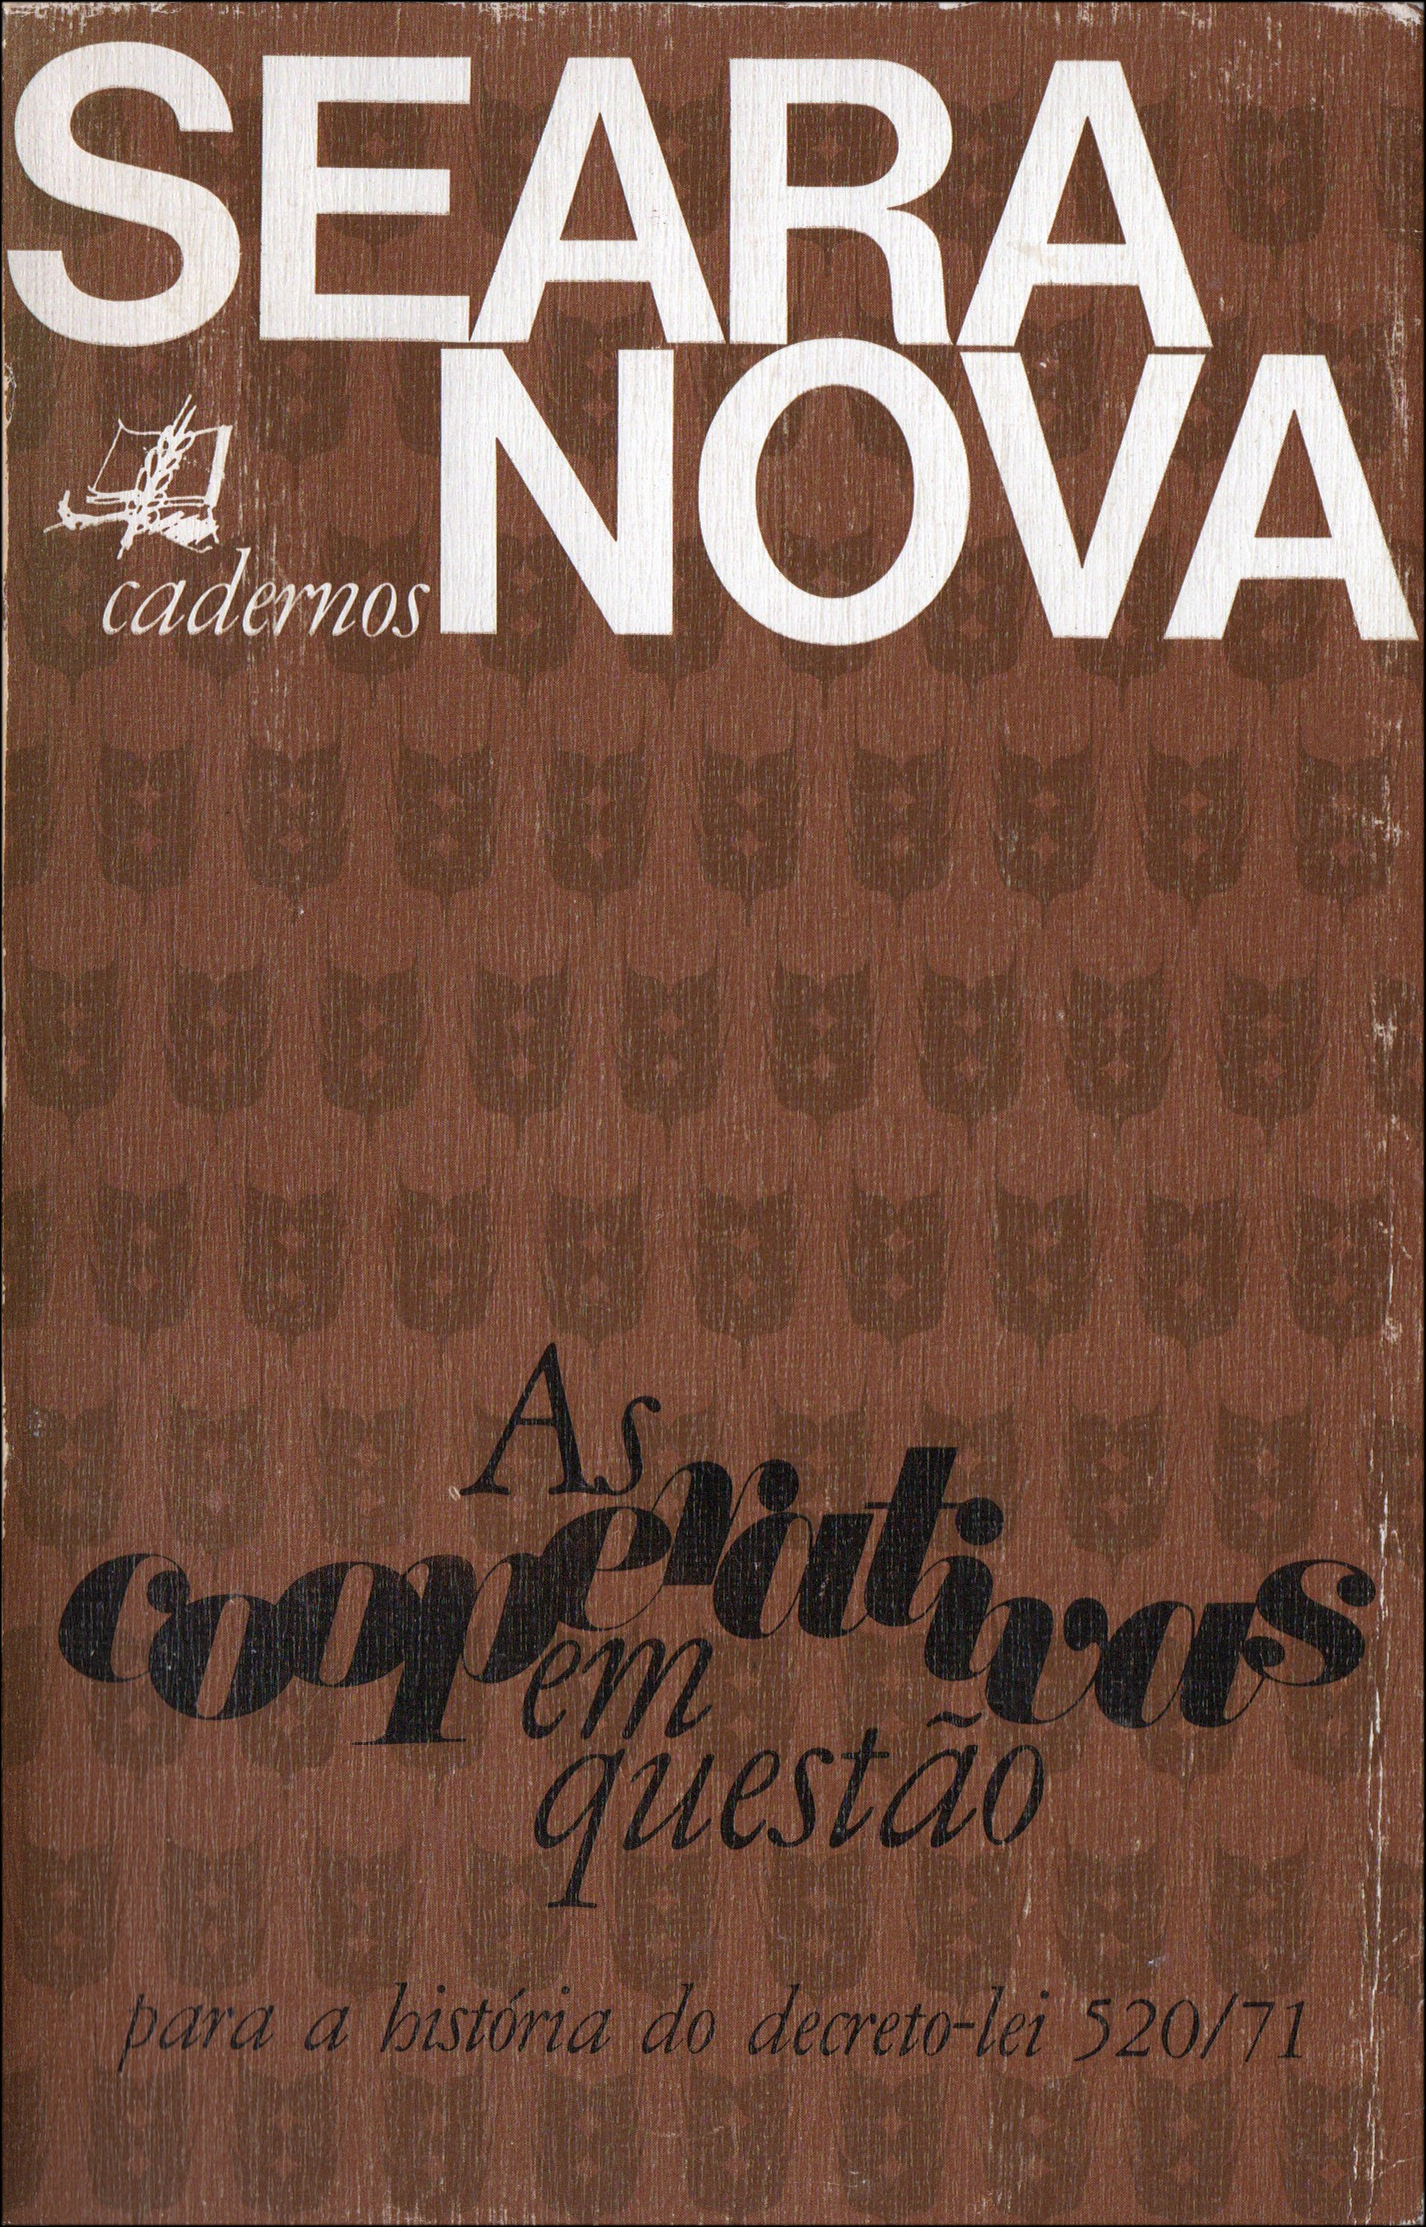 SEARA
NOVA
cadernos
As
cooperativas
em
questão
para a história do decreto-lei 520/71